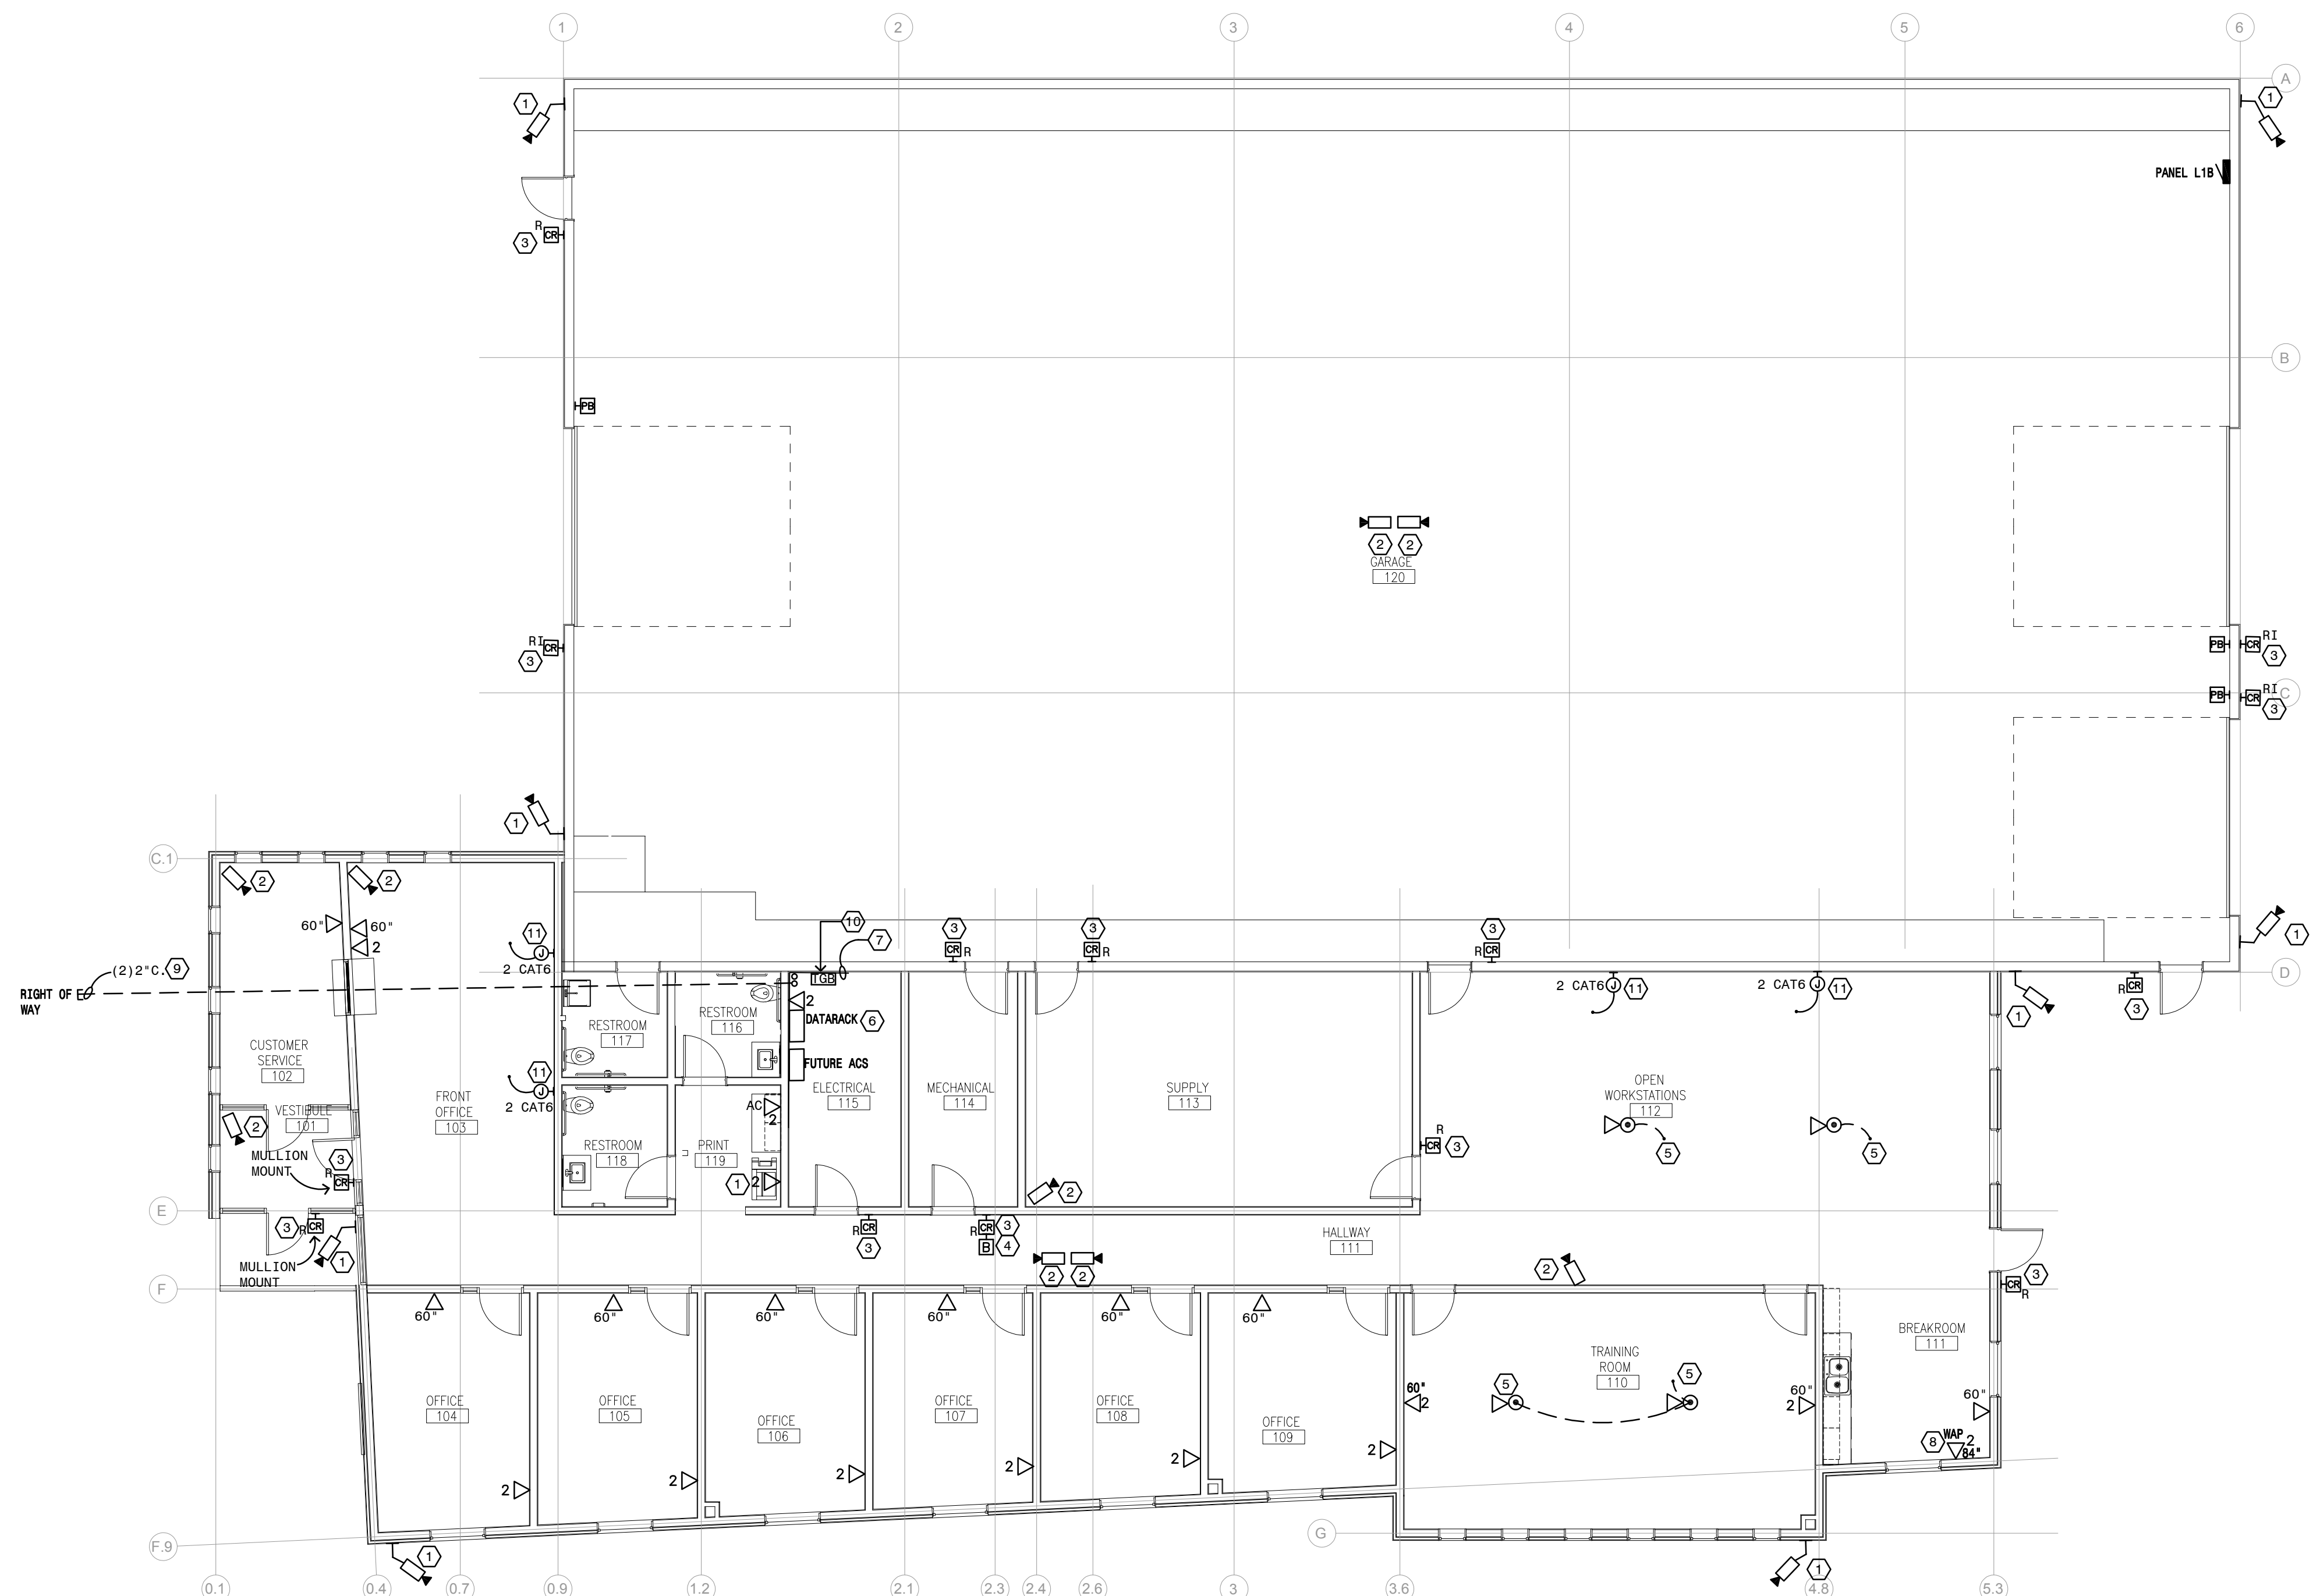 1
2
3
4
5
6
A
1
1
PANEL L1B
R
CR
3
B
PB
2
2
GARAGE
120
RI
CR
3
PB
CR
RI
3
PB
CR
RI
C
3
1
C.1
2
2
60"
60"
2
11
2 CAT6
10
7
3
CR
R
3
CR
R
3
R
CR
1
D
(2)2"C.
9
RIGHT OF
WAY
E
TGB
2
DATARACK
6
FUTURE ACS
RESTROOM
117
RESTROOM
116
2 CAT6
J
11
2 CAT6
J
11
1
R
CR
3
CUSTOMER
SERVICE
102
11
J
2 CAT6
FRONT
OFFICE
103
ELECTRICAL
115
MECHANICAL
114
SUPPLY
113
OPEN
WORKSTATIONS
112
VESTIBULE
101
2
AC
2
5
5
MULLION
MOUNT
3
R
CR
RESTROOM
118
PRINT
119
1
2
R
CR
3
2
E
3
R
CR
1
MULLION
MOUNT
R
CR
3
R
CR
3
B
4
HALLWAY
111
2
2
2
3
CR
R
F
60"
60"
60"
60"
60"
60"
BREAKROOM
111
TRAINING
ROOM
110
5
5
OFFICE
104
OFFICE
105
OFFICE
106
OFFICE
107
OFFICE
108
OFFICE
109
60"
2
60"
2
60"
8
WAP
2
84"
2
2
2
2
2
2
F.9
G
1
1
0.1
0.4
0.7
0.9
1.2
2.1
2.3
2.4
2.6
3
3.6
4.8
5.3